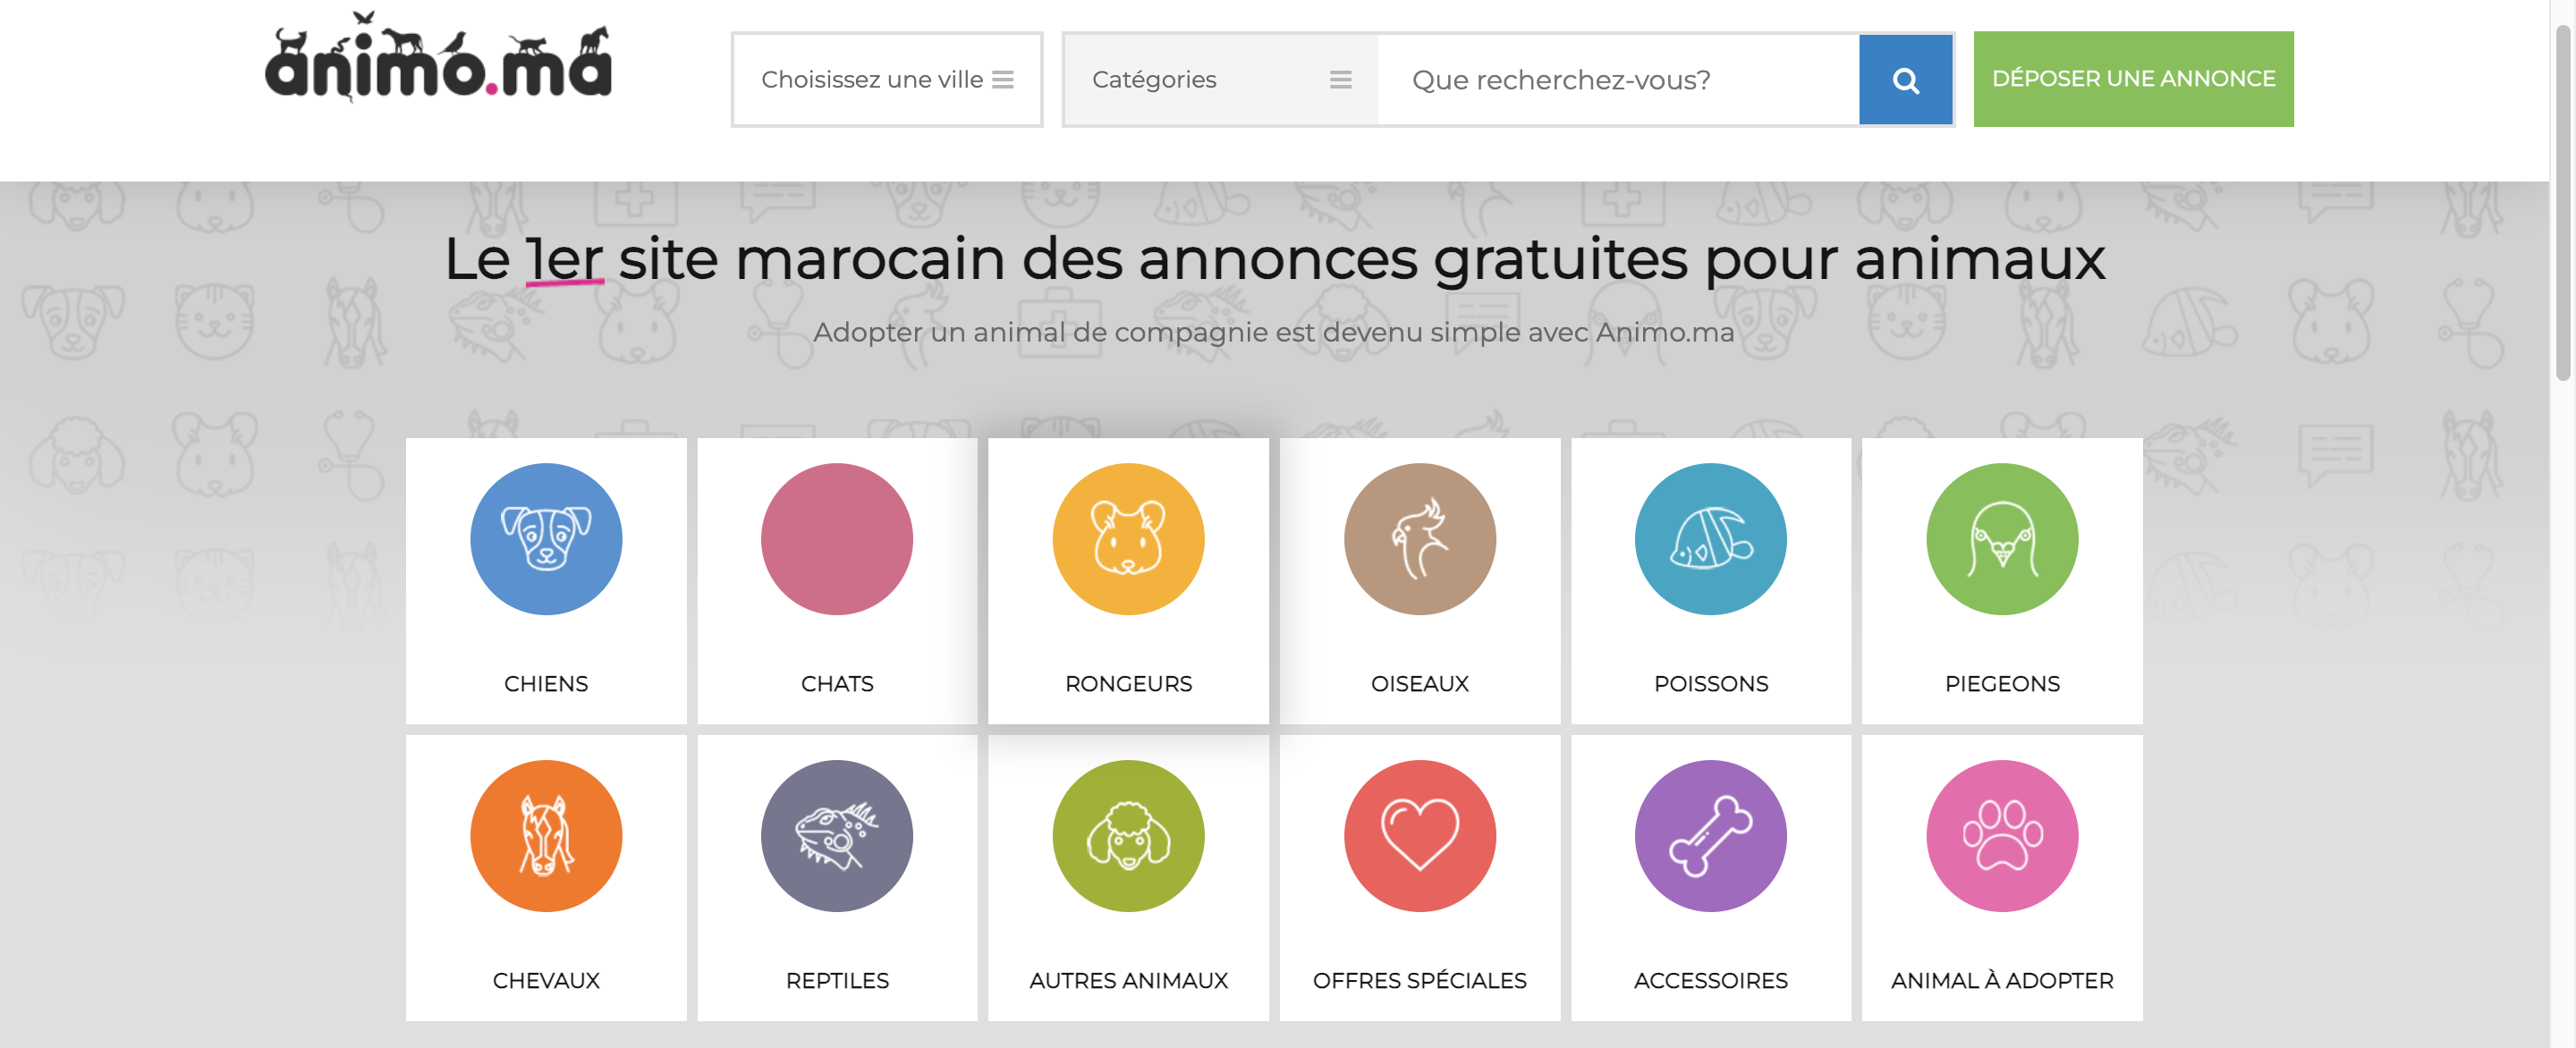 animo.ma
Choisissez une ville
Catégories
Que recherchez-vous?
DÉPOSER UNE ANNONCE
Le 1er site marocain des annonces gratuites pour animaux
Adopter un animal de compagnie est devenu simple avec Animo.ma
CHIENS
CHATS
RONGEURS
OISEAUX
POISSONS
PIEGEONS
CHEVAUX
REPTILES
AUTRES ANIMAUX
OFFRES SPÉCIALES
ACCESSOIRES
ANIMAL À ADOPTER